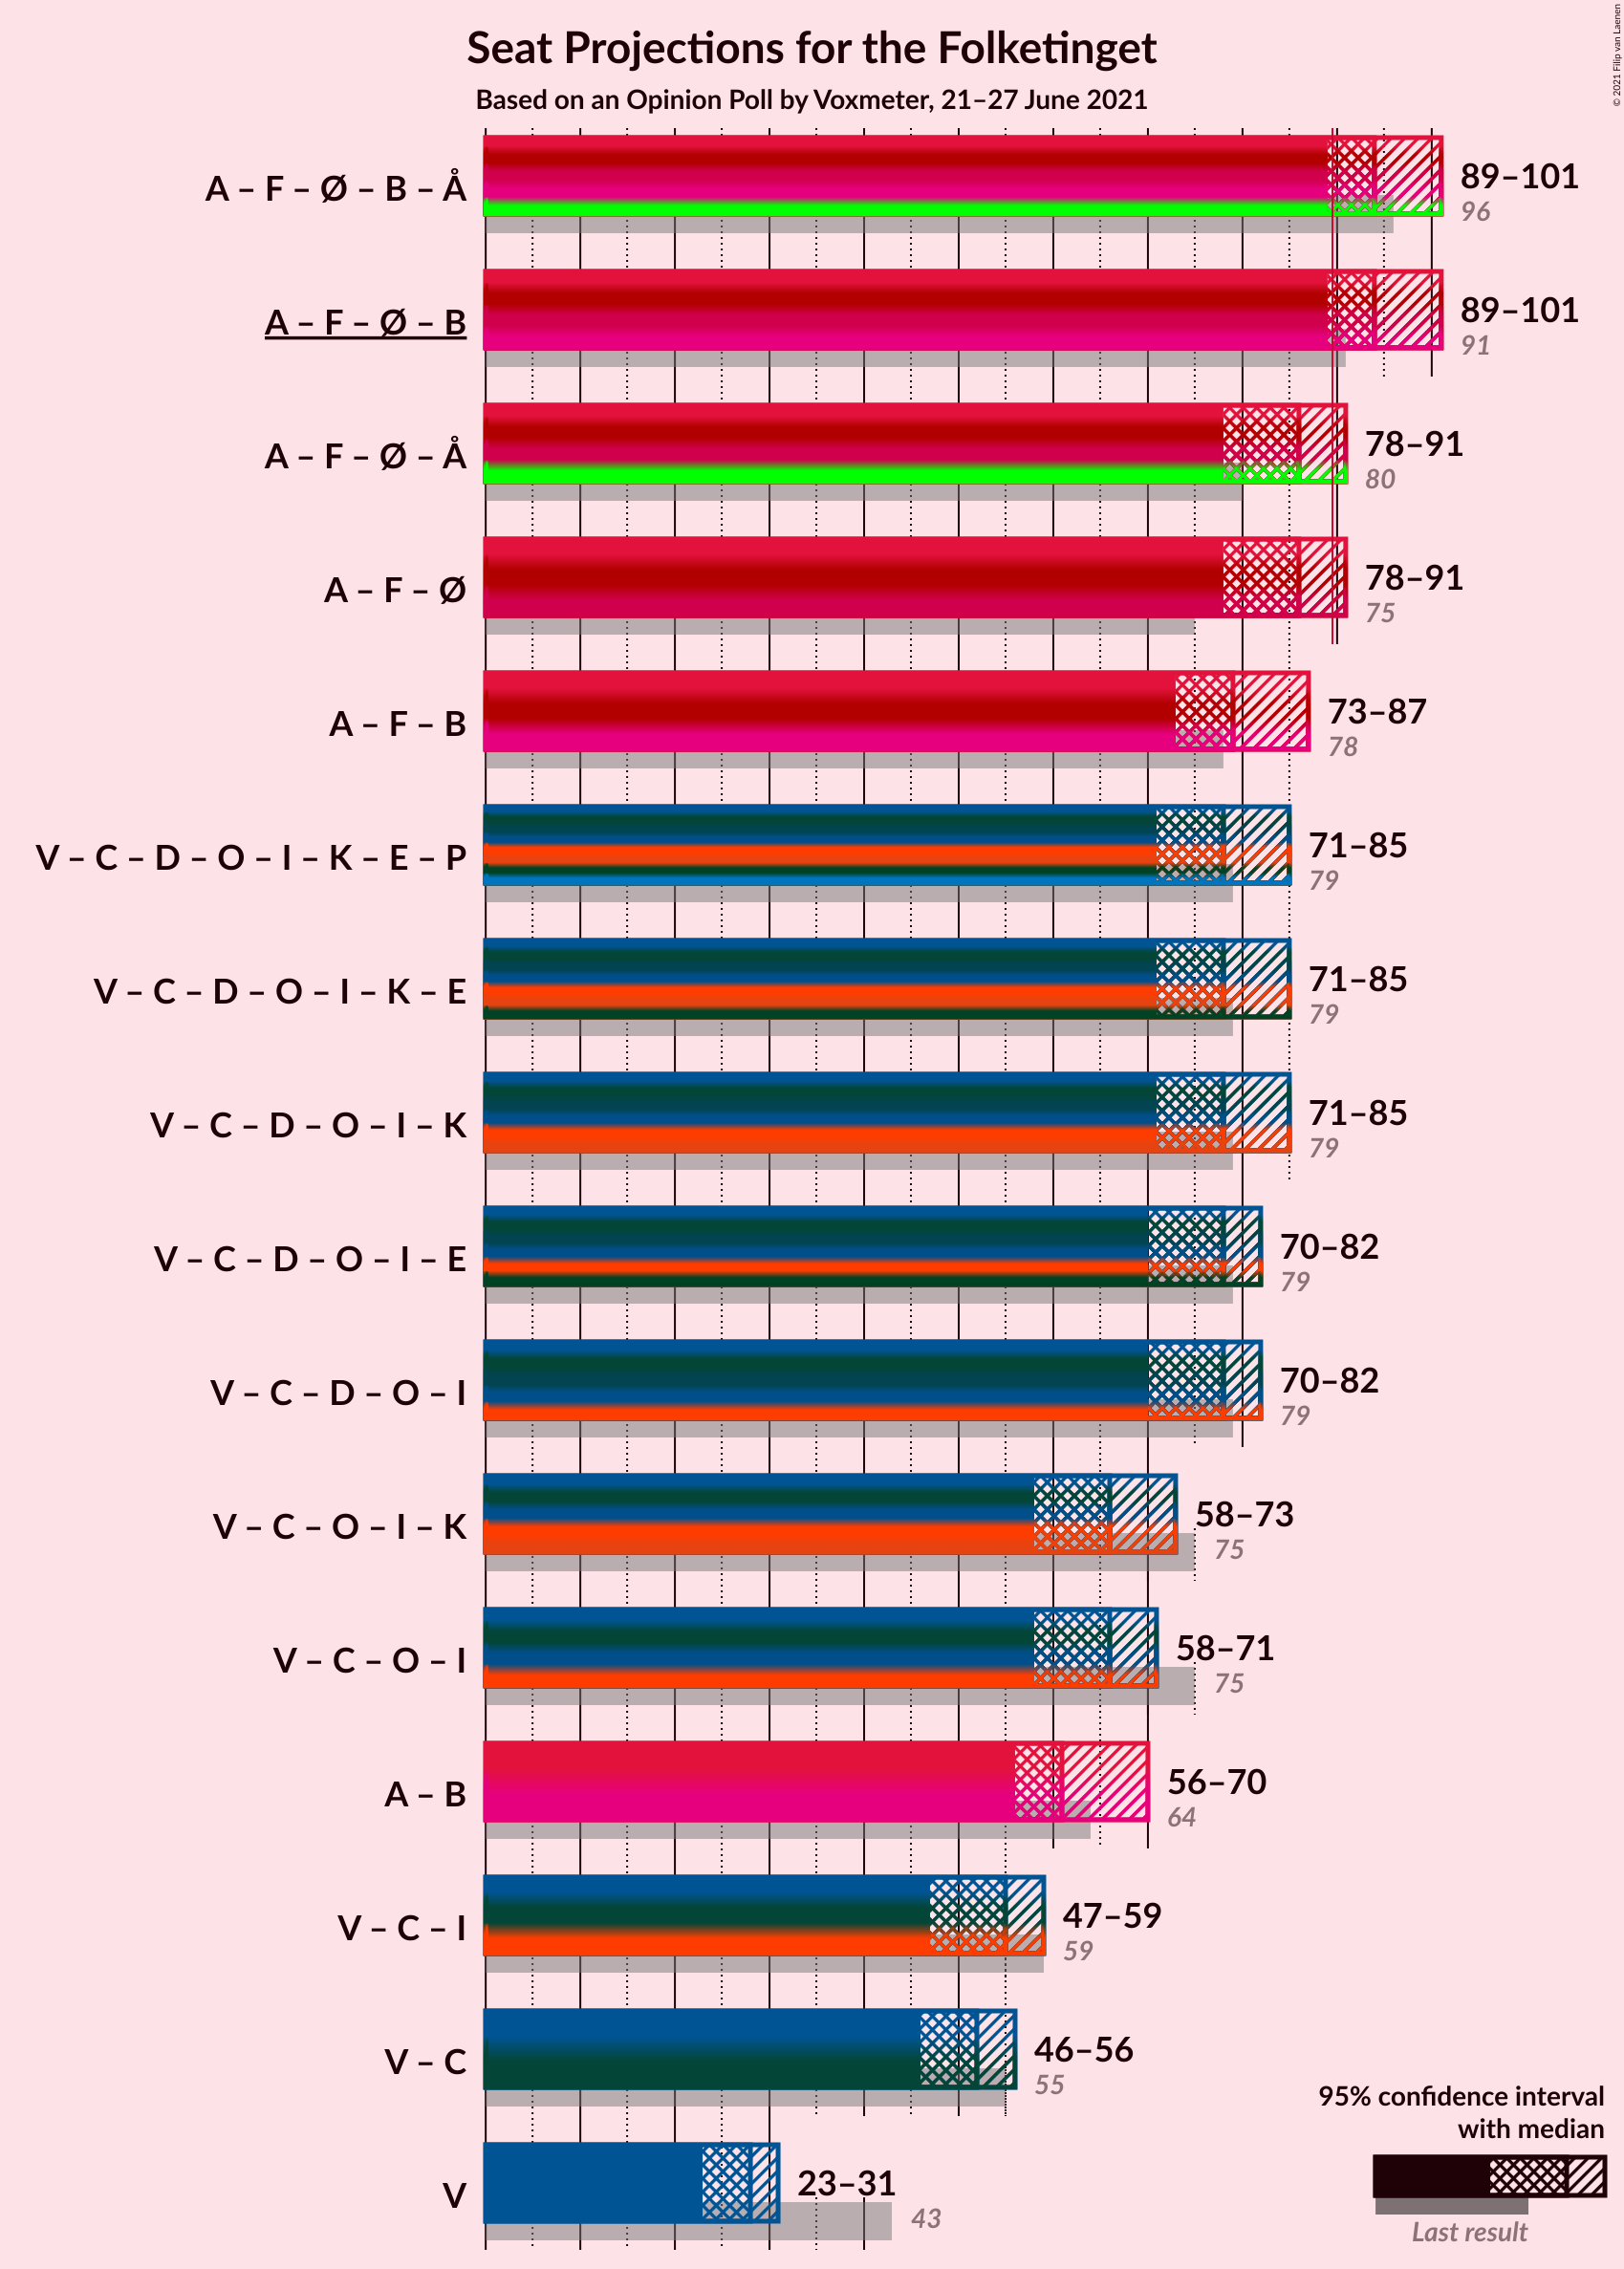 Seat Projections for the Folketinget
Based on an Opinion Poll by Voxmeter, 21–27 June 2021
© 2021 Filip van Laenen
A – F – Ø – B – Å
89–101
96
A – F – Ø – B
89–101
91
A – F – Ø – Å
78–91
80
A – F – Ø
78–91
75
A – F – B
73–87
78
V – C – D – O – I – K – E – P
71–85
79
V – C – D – O – I – K – E
71–85
79
V – C – D – O – I – K
71–85
79
V – C – D – O – I – E
70–82
79
V – C – D – O – I
70–82
79
V – C – O – I – K
58–73
75
V – C – O – I
58–71
75
A – B
56–70
64
V – C – I
47–59
59
V – C
46–56
55
V
23–31
43
95% confidence interval
with median
Last result